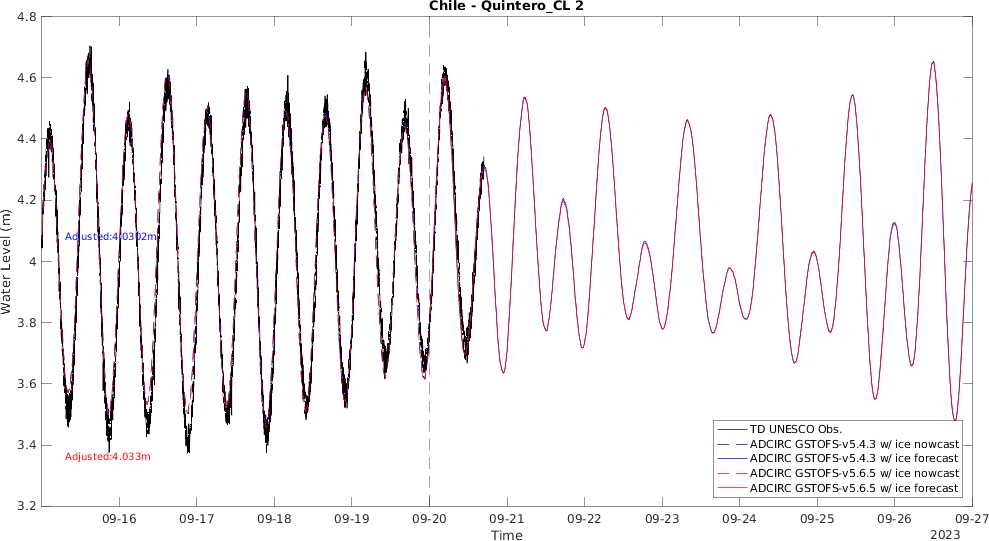 Chile - Quintero_CL 2
4.8
4.6
4.4
4.2
4
3.8
3.6
3.4
3.2
Water Level (m)
Adjusted:4.0302m
Adjusted:4.033m
TD UNESCO Obs.
ADCIRC GSTOFS-v5.4.3 w/ ice nowcast
ADCIRC GSTOFS-v5.4.3 w/ ice forecast
ADCIRC GSTOFS-v5.6.5 w/ ice nowcast
ADCIRC GSTOFS-v5.6.5 w/ ice forecast
09-16 09-17 09-18 09-19 09-20 09-21 09-22 09-23 09-24 09-25 09-26 09-27
Time
2023